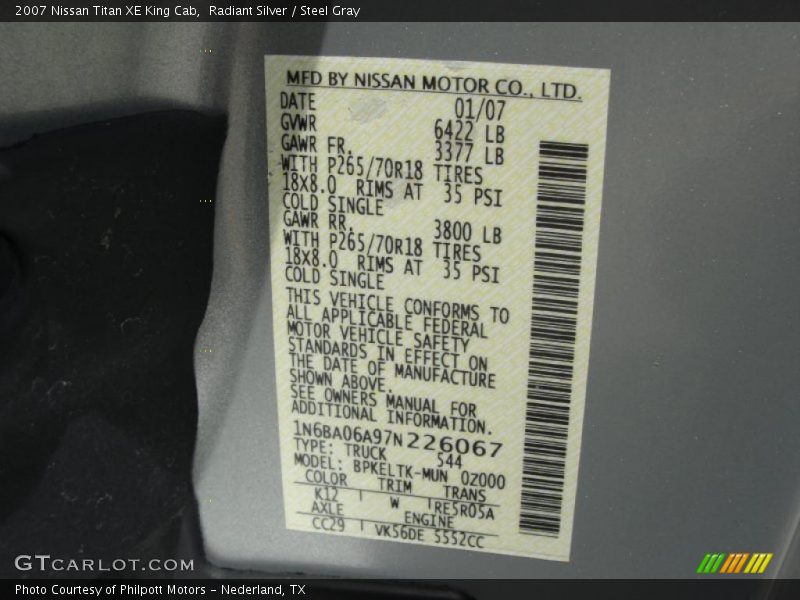 2007 Nissan Titan XE King Cab, Radiant Silver / Steel Gray
MFD BY NISSAN MOTOR CO., LTD.
DATE 01/07
GVWR 6422 LB
GAWR FR. 3377 LB
WITH P265/70R18 TIRES
18X8.0 RIMS AT 35 PSI
COLD SINGLE
GAWR RR. 3800 LB
WITH P265/70R18 TIRES
18X8.0 RIMS AT 35 PSI
COLD SINGLE
THIS VEHICLE CONFORMS TO
ALL APPLICABLE FEDERAL
MOTOR VEHICLE SAFETY
STANDARDS IN EFFECT ON
THE DATE OF MANUFACTURE
SHOWN ABOVE.
SEE OWNERS MANUAL FOR
ADDITIONAL INFORMATION.
1N6BA06A97N226067
TYPE: TRUCK 544
MODEL: BPKELTK-MUN 0Z000
COLOR TRIM TRANS
K12 W RE5R05A
AXLE ENGINE
CC29 VK56DE 5552CC
GTCARLOT.COM
Photo Courtesy of Philpott Motors - Nederland, TX